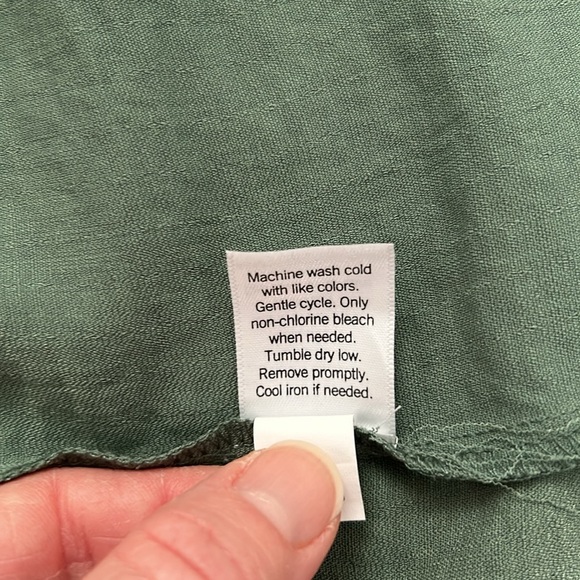 Machine wash cold
with like colors.
Gentle cycle. Only
non-chlorine bleach
when needed.
Tumble dry low.
Remove promptly.
Cool iron if needed.